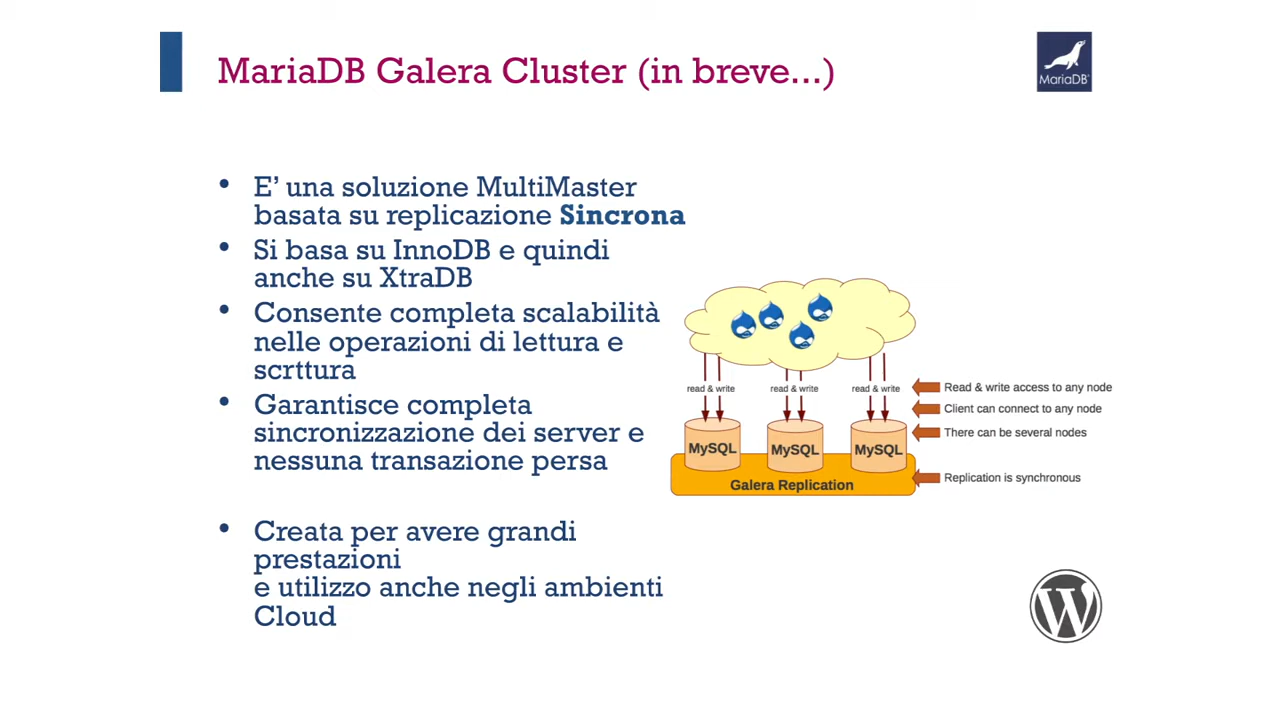 MariaDB Galera Cluster (in breve...)
MariaDB
• E' una soluzione MultiMaster
basata su replicazione Sincrona
• Si basa su InnoDB e quindi
anche su XtraDB
• Consente completa scalabilità
nelle operazioni di lettura e
scrttura
• Garantisce completa
sincronizzazione dei server e
nessuna transazione persa
• Creata per avere grandi
prestazioni
e utilizzo anche negli ambienti
Cloud
read & write
read & write
read & write
MySQL
MySQL
MySQL
Galera Replication
Read & write access to any node
Client can connect to any node
There can be several nodes
Replication is synchronous
W